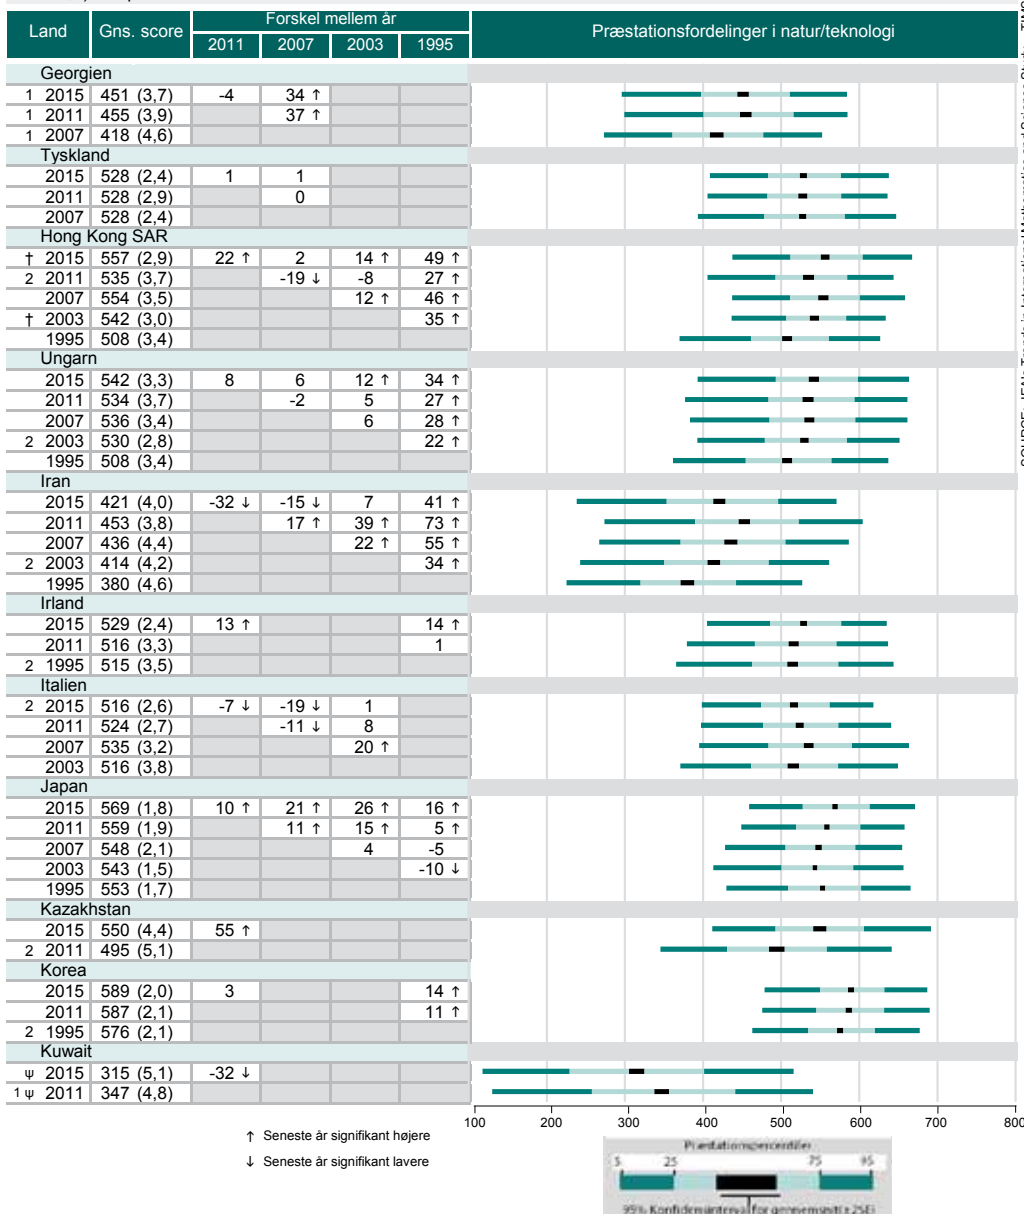 Land Gns. score Forskel mellem år Præstationsfordelinger i natur/teknologi
2011 2007 2003 1995
Georgien
1 2015 451 (3,7) -4 34 ↑
1 2011 455 (3,9) 37 ↑
1 2007 418 (4,6)
Tyskland
2015 528 (2,4) 1 1
2011 528 (2,9) 0
2007 528 (2,4)
Hong Kong SAR
† 2015 557 (2,9) 22 ↑ 2 14 ↑ 49 ↑
2 2011 535 (3,7) -19 ↓ -8 27 ↑
2007 554 (3,5) 12 ↑ 46 ↑
† 2003 542 (3,0) 35 ↑
1995 508 (3,4)
Ungarn
2015 542 (3,3) 8 6 12 ↑ 34 ↑
2011 534 (3,7) -2 5 27 ↑
2007 536 (3,4) 6 28 ↑
2 2003 530 (2,8) 22 ↑
1995 508 (3,4)
Iran
2015 421 (4,0) -32 ↓ -15 ↓ 7 41 ↑
2011 453 (3,8) 17 ↑ 39 ↑ 73 ↑
2007 436 (4,4) 22 ↑ 55 ↑
2 2003 414 (4,2) 34 ↑
1995 380 (4,6)
Irland
2015 529 (2,4) 13 ↑ 14 ↑
2011 516 (3,3) 1
2 1995 515 (3,5)
Italien
2 2015 516 (2,6) -7 ↓ -19 ↓ 1
2011 524 (2,7) -11 ↓ 8
2007 535 (3,2) 20 ↑
2003 516 (3,8)
Japan
2015 569 (1,8) 10 ↑ 21 ↑ 26 ↑ 16 ↑
2011 559 (1,9) 11 ↑ 15 ↑ 5 ↑
2007 548 (2,1) 4 -5
2003 543 (1,5) -10 ↓
1995 553 (1,7)
Kazakhstan
2015 550 (4,4) 55 ↑
2 2011 495 (5,1)
Korea
2015 589 (2,0) 3 14 ↑
2011 587 (2,1) 11 ↑
2 1995 576 (2,1)
Kuwait
ψ 2015 315 (5,1) -32 ↓
1 ψ 2011 347 (4,8)
100 200 300 400 500 600 700 800
↑ Seneste år signifikant højere
↓ Seneste år signifikant lavere
Præstationspercentiler
5 25 75 95
95% Konfidensinterval for gennemsnit (±2SE)